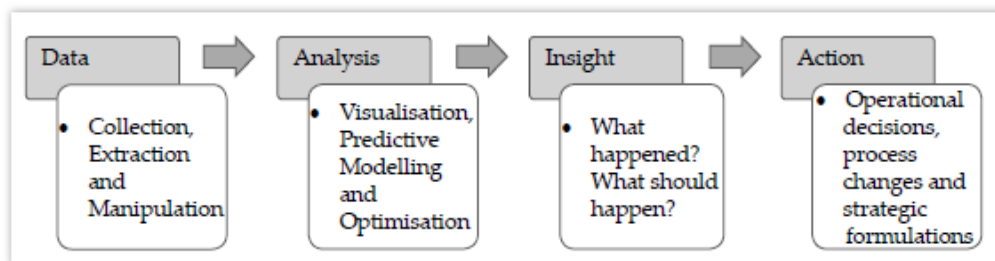 Data
Analysis
Insight
Action
• Collection,
Extraction
and
Manipulation
• Visualisation,
Predictive
Modelling
and
Optimisation
• What
happened?
What should
happen?
• Operational
decisions,
process
changes and
strategic
formulations